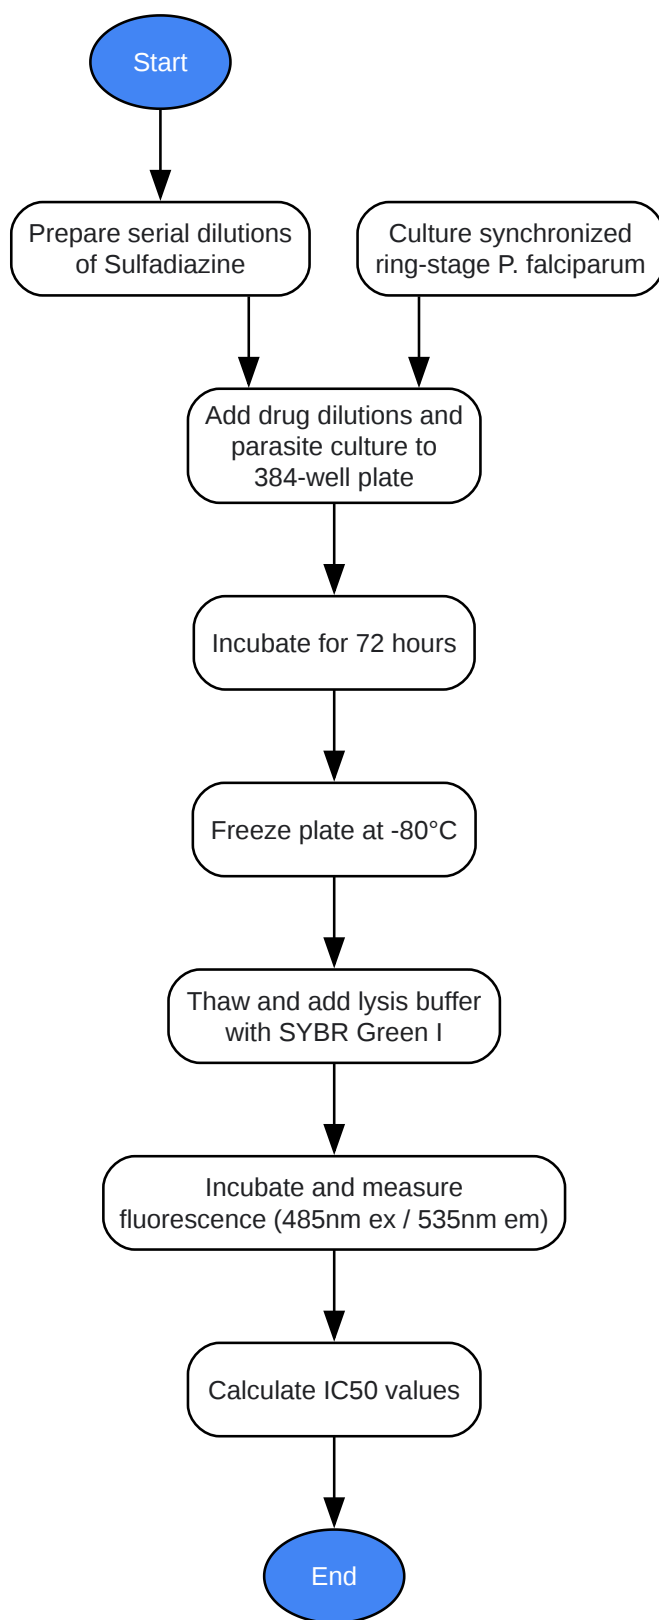 Start
Prepare serial dilutions
of Sulfadiazine
Culture synchronized
ring-stage P. falciparum
Add drug dilutions and
parasite culture to
384-well plate
Incubate for 72 hours
Freeze plate at -80°C
Thaw and add lysis buffer
with SYBR Green I
Incubate and measure
fluorescence (485nm ex / 535nm em)
Calculate IC50 values
End